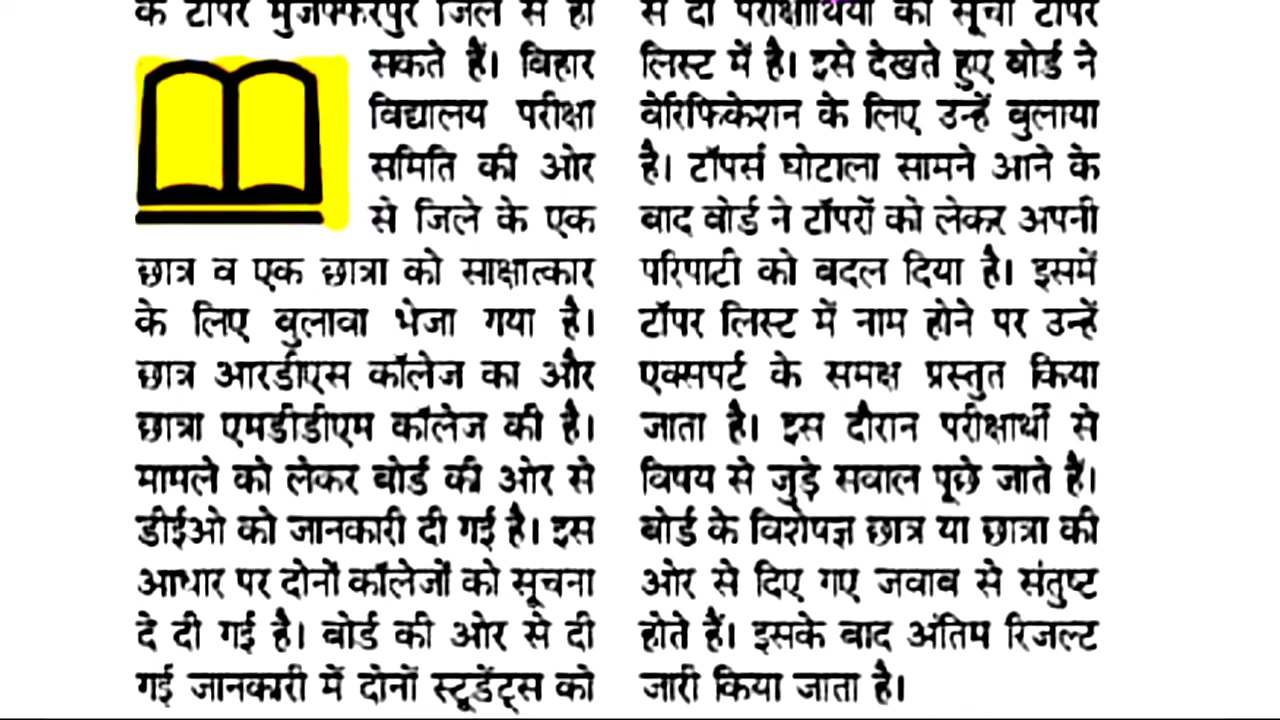 के टॉपर मुजफ्फरपुर जिले से हो
सकते हैं। बिहार
विद्यालय परीक्षा
समिति की ओर
से जिले के एक
छात्र व एक छात्रा को साक्षात्कार
के लिए बुलावा भेजा गया है।
छात्र आरडीएस कॉलेज का और
छात्रा एमडीडीएम कॉलेज की है।
मामले को लेकर बोर्ड की ओर से
डीईओ को जानकारी दी गई है। इस
आधार पर दोनों कॉलेजों को सूचना
दे दी गई है। बोर्ड की ओर से दी
गई जानकारी में दोनों स्टूडेंट्स को
से दो परीक्षार्थियों की सूची टॉपर
लिस्ट में है। इसे देखते हुए बोर्ड ने
वेरिफिकेशन के लिए उन्हें बुलाया
है। टॉपर्स घोटाला सामने आने के
बाद बोर्ड ने टॉपरों को लेकर अपनी
परिपाटी को बदल दिया है। इसमें
टॉपर लिस्ट में नाम होने पर उन्हें
एक्सपर्ट के समक्ष प्रस्तुत किया
जाता है। इस दौरान परीक्षार्थी से
विषय से जुड़े सवाल पूछे जाते हैं।
बोर्ड के विशेषज्ञ छात्र या छात्रा की
ओर से दिए गए जवाब से संतुष्ट
होते हैं। इसके बाद अंतिम रिजल्ट
जारी किया जाता है।